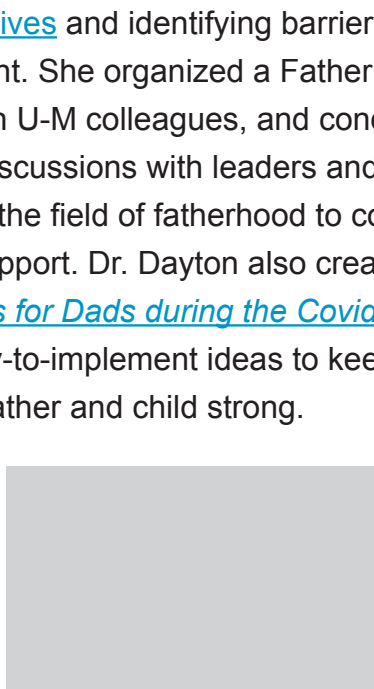 ives and identifying barrier
nt. She organized a Father
n U-M colleagues, and conc
scussions with leaders and
the field of fatherhood to co
pport. Dr. Dayton also crea
s for Dads during the Covid
y-to-implement ideas to kee
ather and child strong.